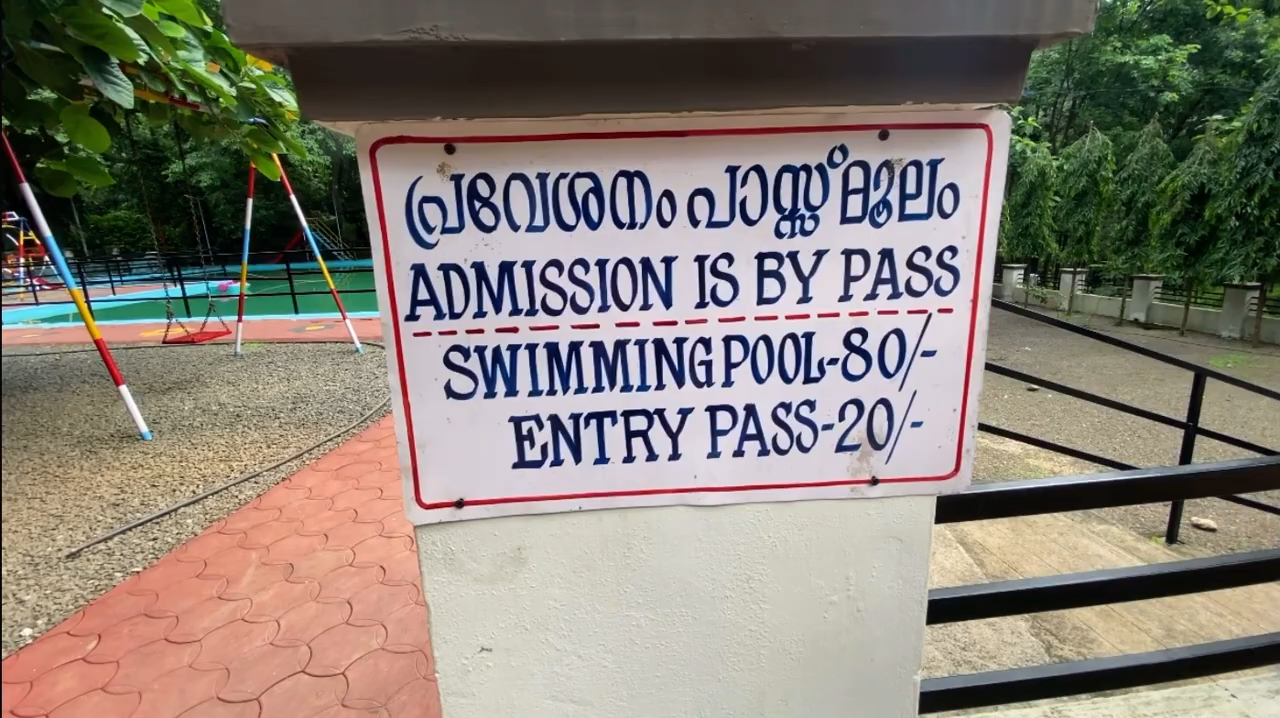 പ്രവേശനം പാസ്സ് മൂലം
ADMISSION IS BY PASS
SWIMMING POOL-80/-
ENTRY PASS-20/-